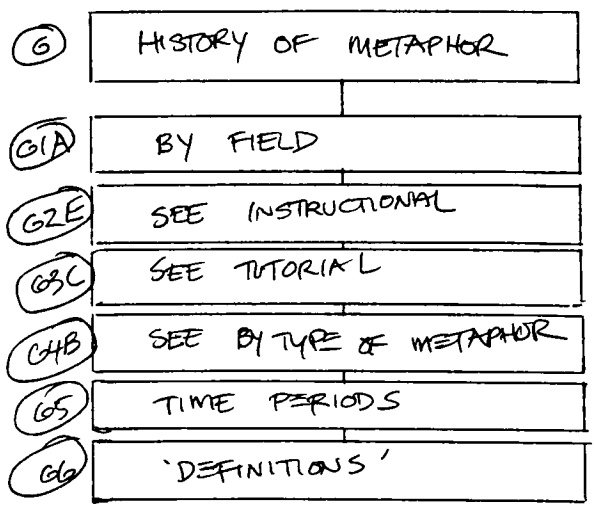 G HISTORY OF METAPHOR
G1A BY FIELD
G2E SEE INSTRUCTIONAL
G3C SEE TUTORIAL
G4B SEE BY TYPE OF METAPHOR
G5 TIME PERIODS
G6 'DEFINITIONS'